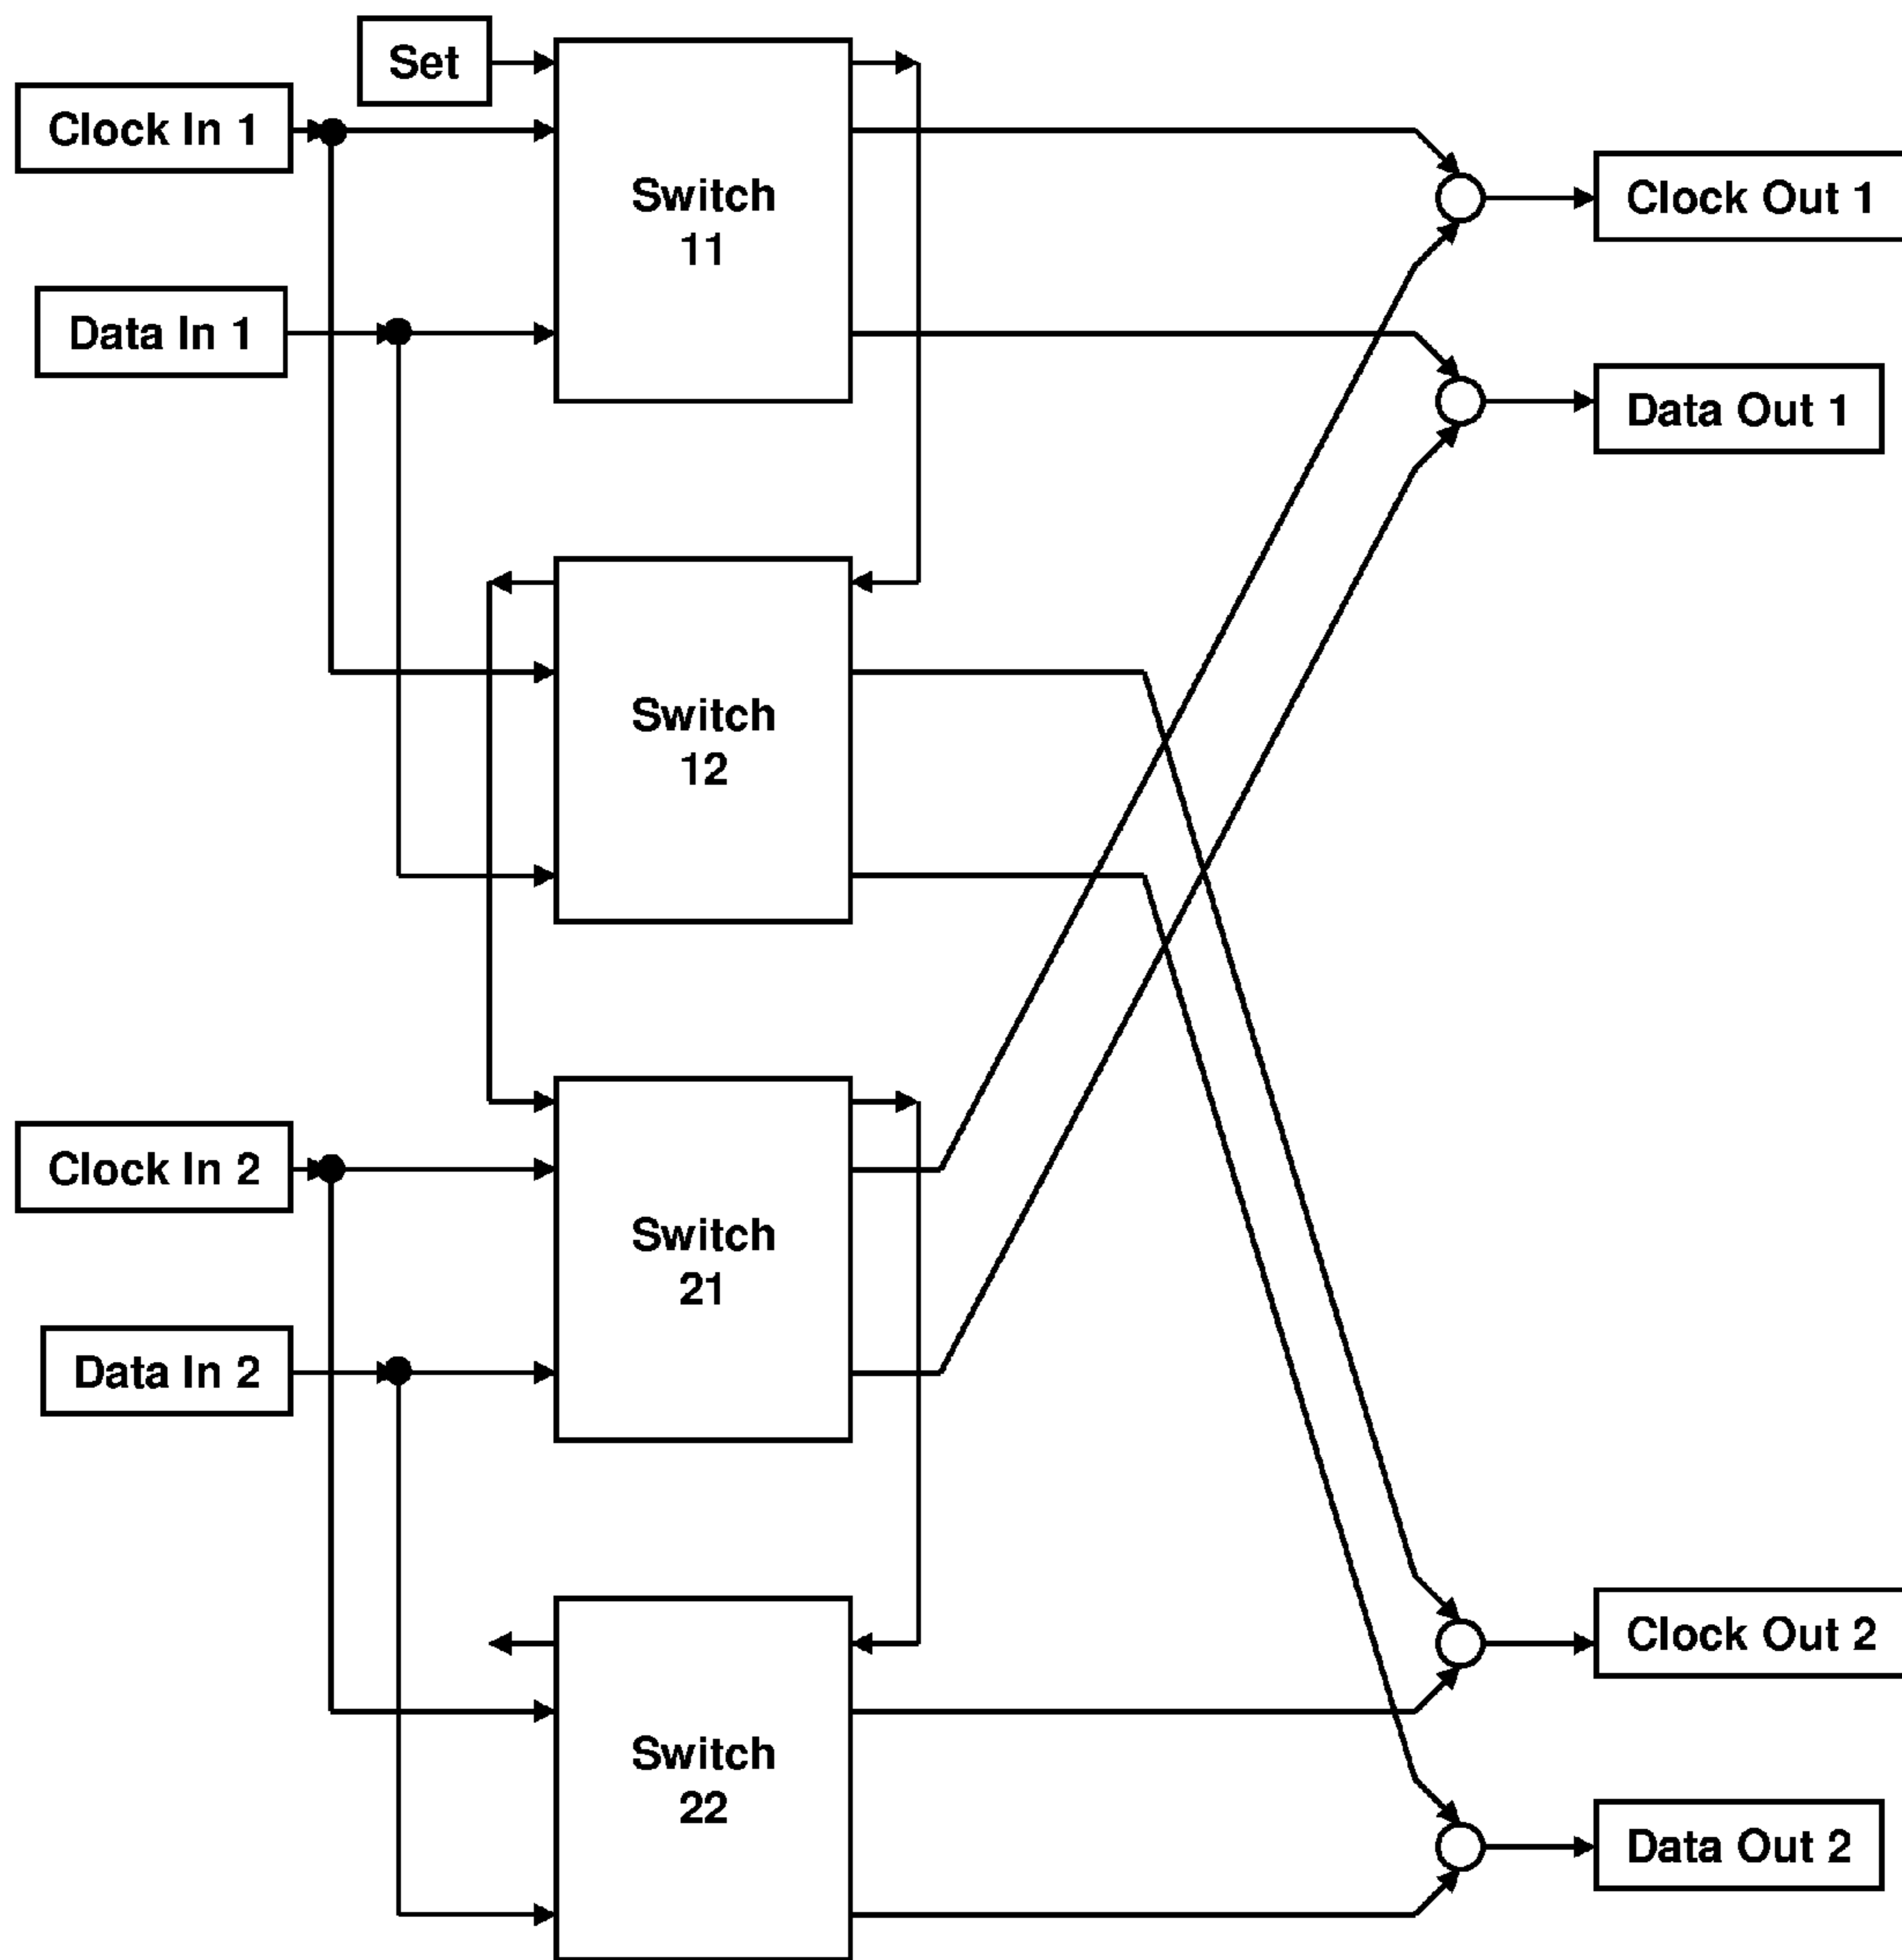 Set
Clock In 1
Switch
11
Clock Out 1
Data In 1
Data Out 1
Switch
12
Clock In 2
Switch
21
Data In 2
Clock Out 2
Switch
22
Data Out 2